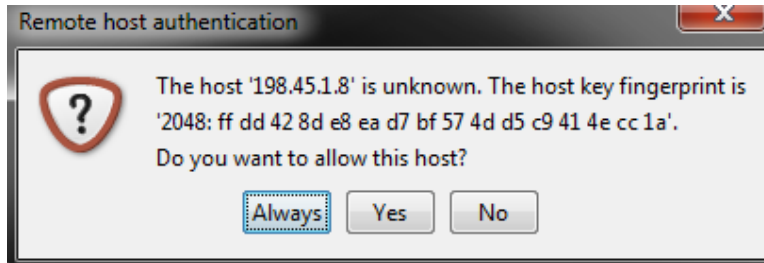 Remote host authentication
The host '198.45.1.8' is unknown. The host key fingerprint is
'2048: ff dd 42 8d e8 ea d7 bf 57 4d d5 c9 41 4e cc 1a'.
Do you want to allow this host?
Always Yes No